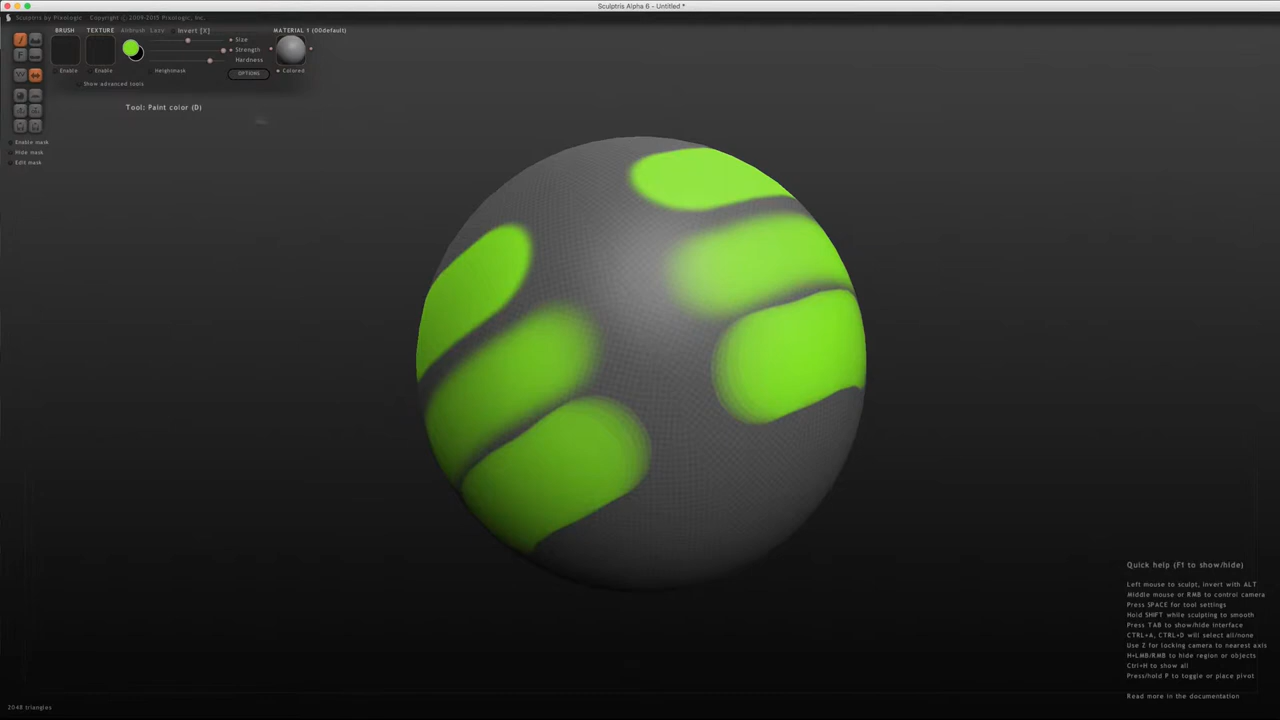 Sculptris Alpha 6 - Untitled *
Sculptris by Pixologic Copyright © 2009-2015 Pixologic, Inc.
BRUSH TEXTURE Airbrush Lazy Invert [X] MATERIAL 1 (00default)
Size
Strength
Hardness
Enable Enable Heightmask OPTIONS Colored
Show advanced tools
Tool: Paint color (D)
Enable mask
Hide mask
Edit mask
Quick help (F1 to show/hide)
Left mouse to sculpt, invert with ALT
Middle mouse or RMB to control camera
Press SPACE for tool settings
Hold SHIFT while sculpting to smooth
Press TAB to show/hide interface
CTRL+A, CTRL+D will select all/none
Use Z for locking camera to nearest axis
H+LMB/RMB to hide region or objects
Ctrl+H to show all
Press/hold P to toggle or place pivot
Read more in the documentation
2048 triangles